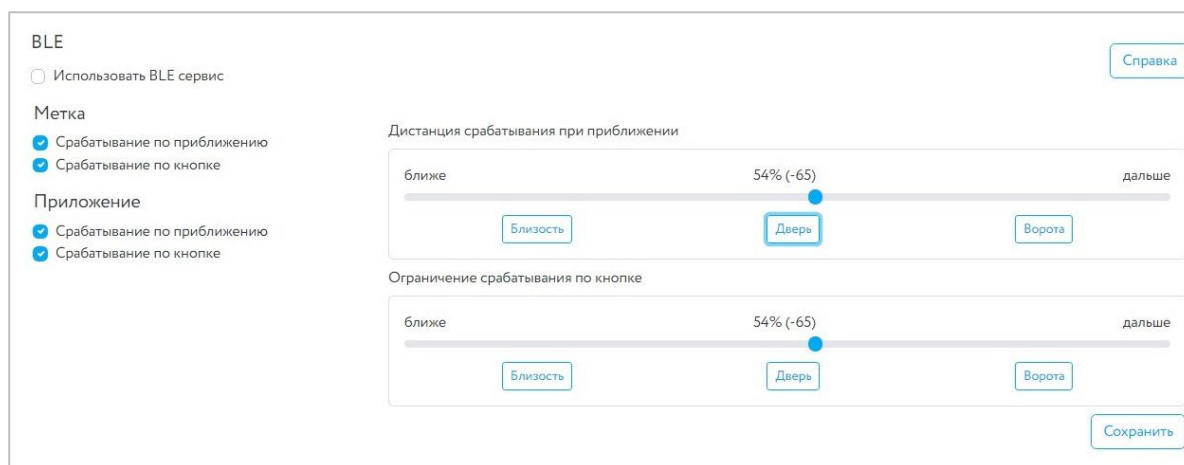 BLE
Справка
Использовать BLE сервис
Метка
Срабатывание по приближению
Срабатывание по кнопке
Приложение
Срабатывание по приближению
Срабатывание по кнопке
Дистанция срабатывания при приближении
ближе 54% (-65) дальше
Близость Дверь Ворота
Ограничение срабатывания по кнопке
ближе 54% (-65) дальше
Близость Дверь Ворота
Сохранить